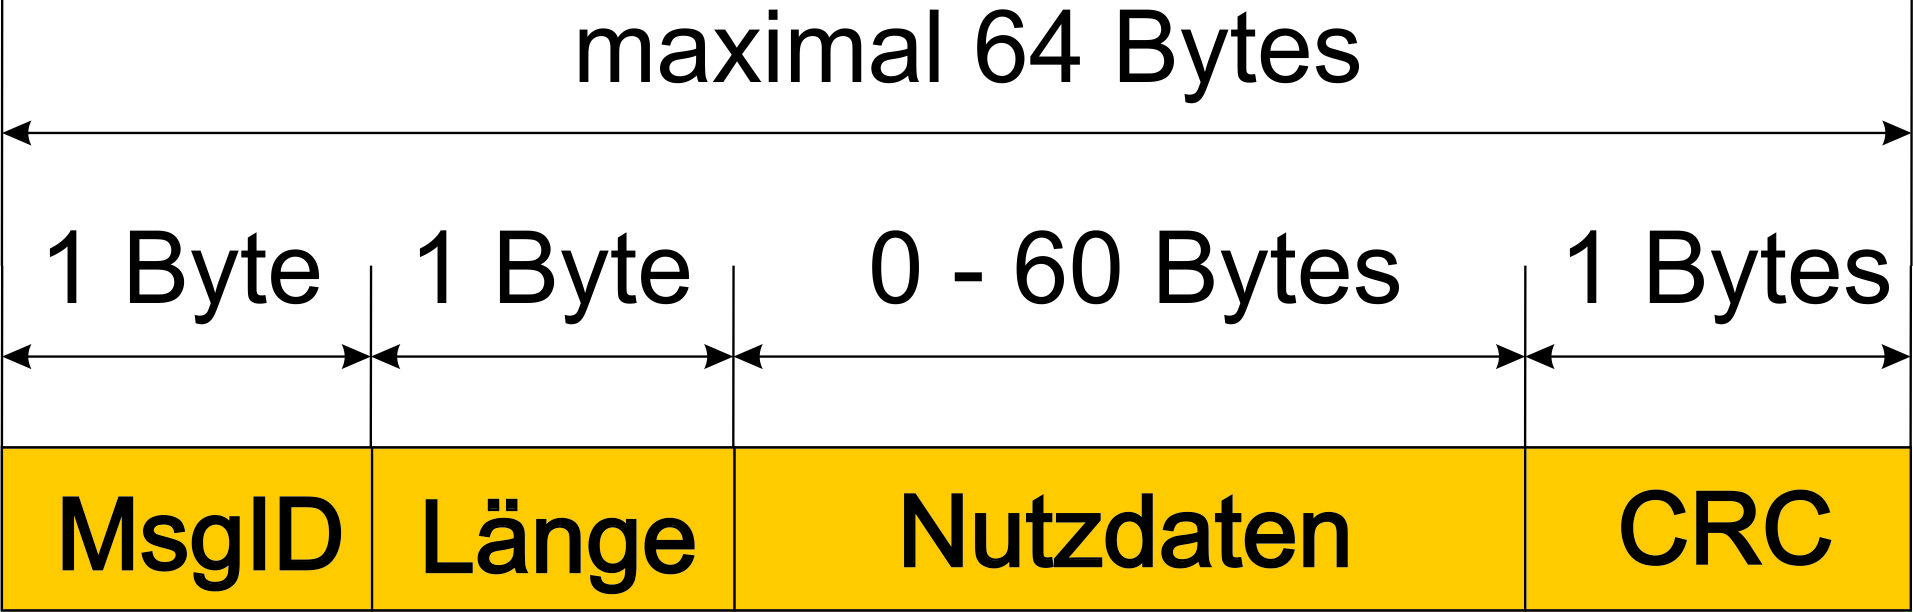 maximal 64 Bytes
1 Byte 1 Byte 0 - 60 Bytes 1 Bytes
MsgID Länge Nutzdaten CRC